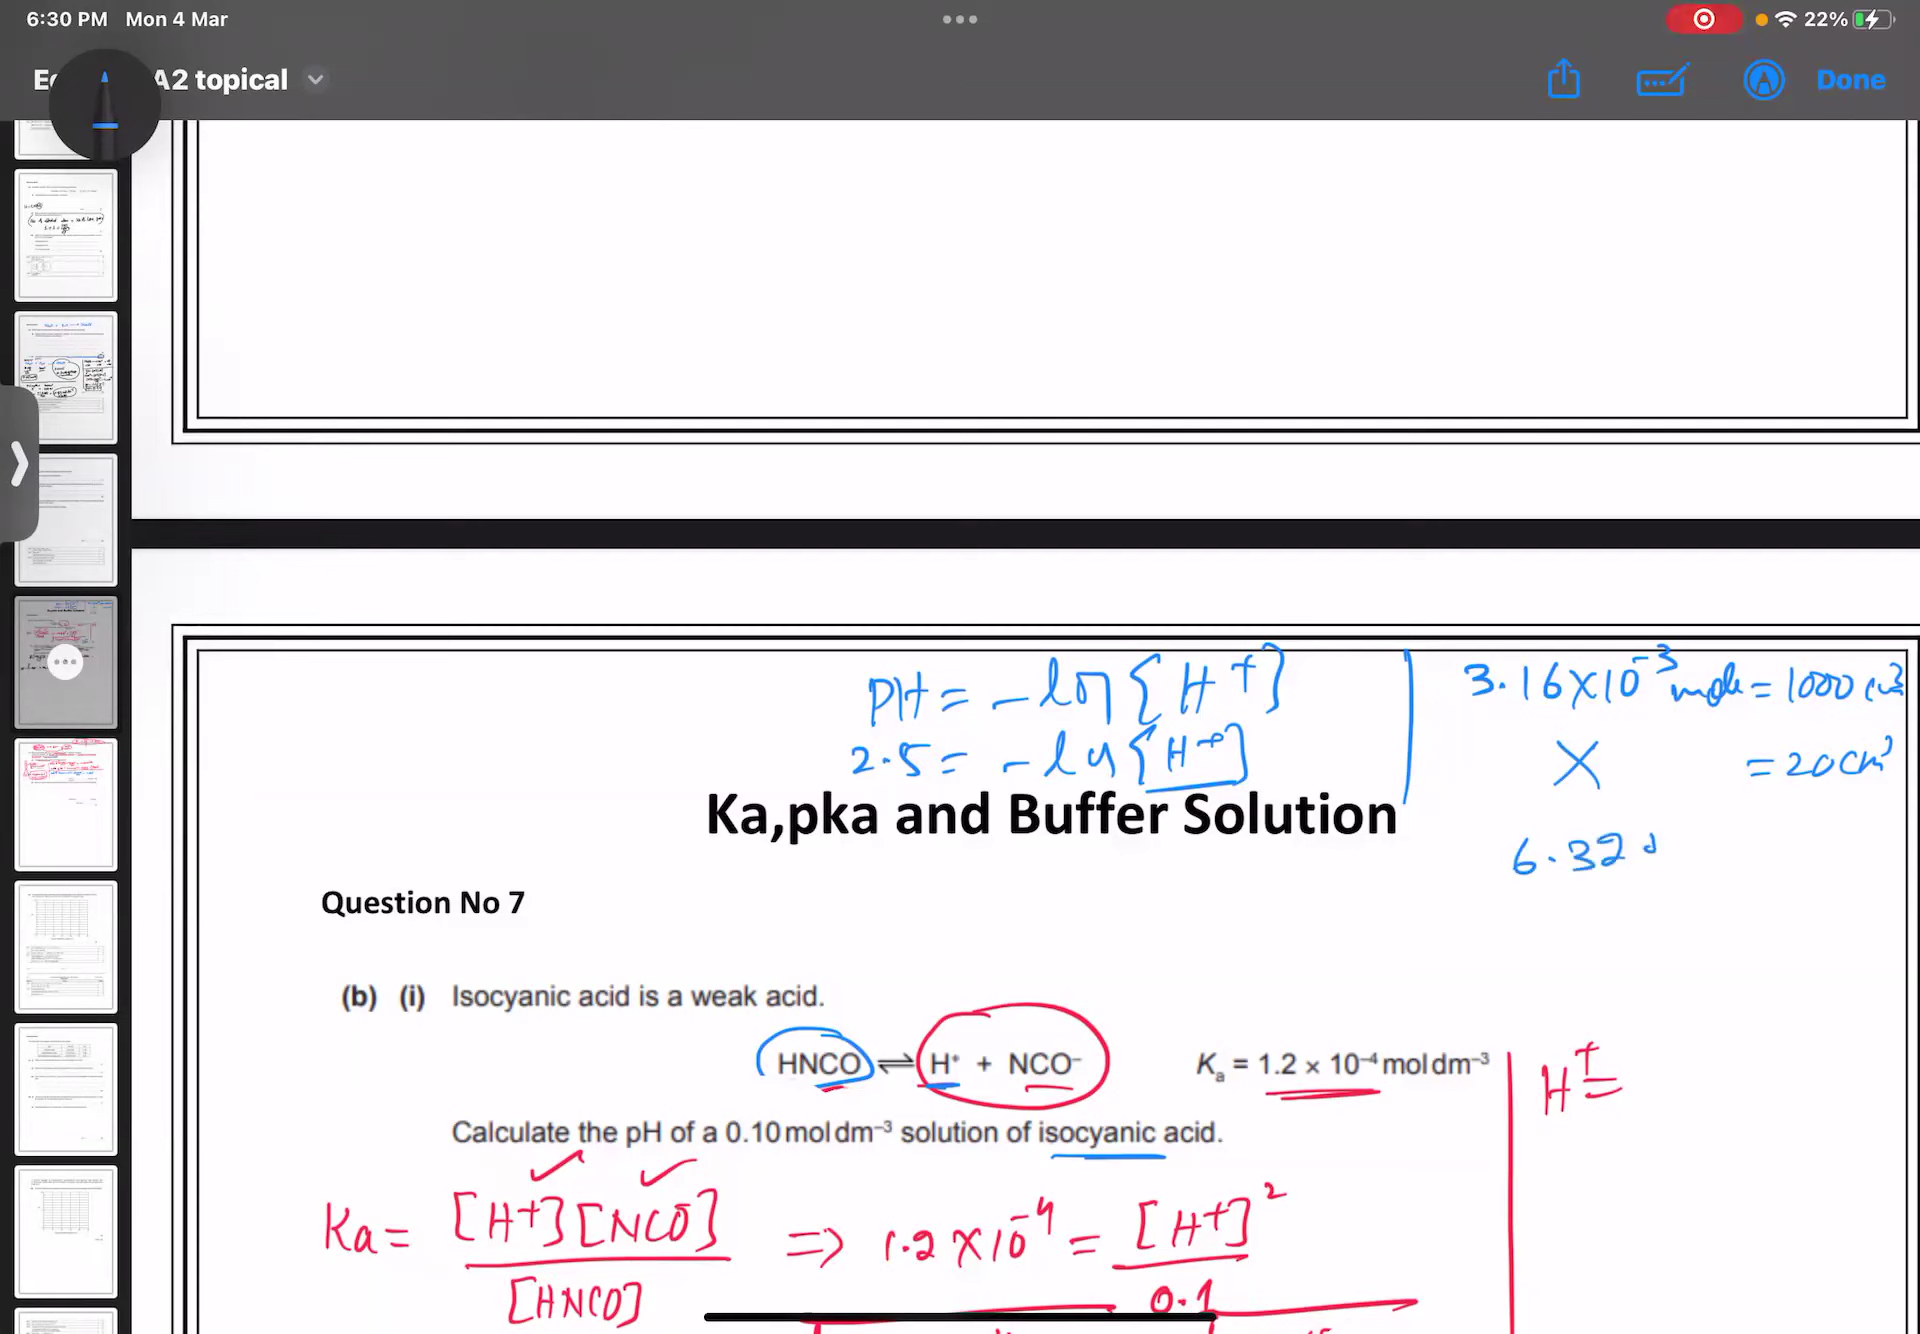 6:30 PM Mon 4 Mar
22%
A2 topical
Done
PH = -log [H+]
2.5 = -log [H+]
3.16×10⁻³ mole = 1000 cm³
X = 20 cm³
6.32
Ka,pka and Buffer Solution
Question No 7
(b) (i) Isocyanic acid is a weak acid.
HNCO ⇌ H⁺ + NCO⁻ Kₐ = 1.2 × 10⁻⁴ mol dm⁻³
H+
Calculate the pH of a 0.10 mol dm⁻³ solution of isocyanic acid.
Ka = [H+][NCO⁻] ⇒ 1.2 × 10⁻⁴ = [H+]²
[HNCO] 0.1